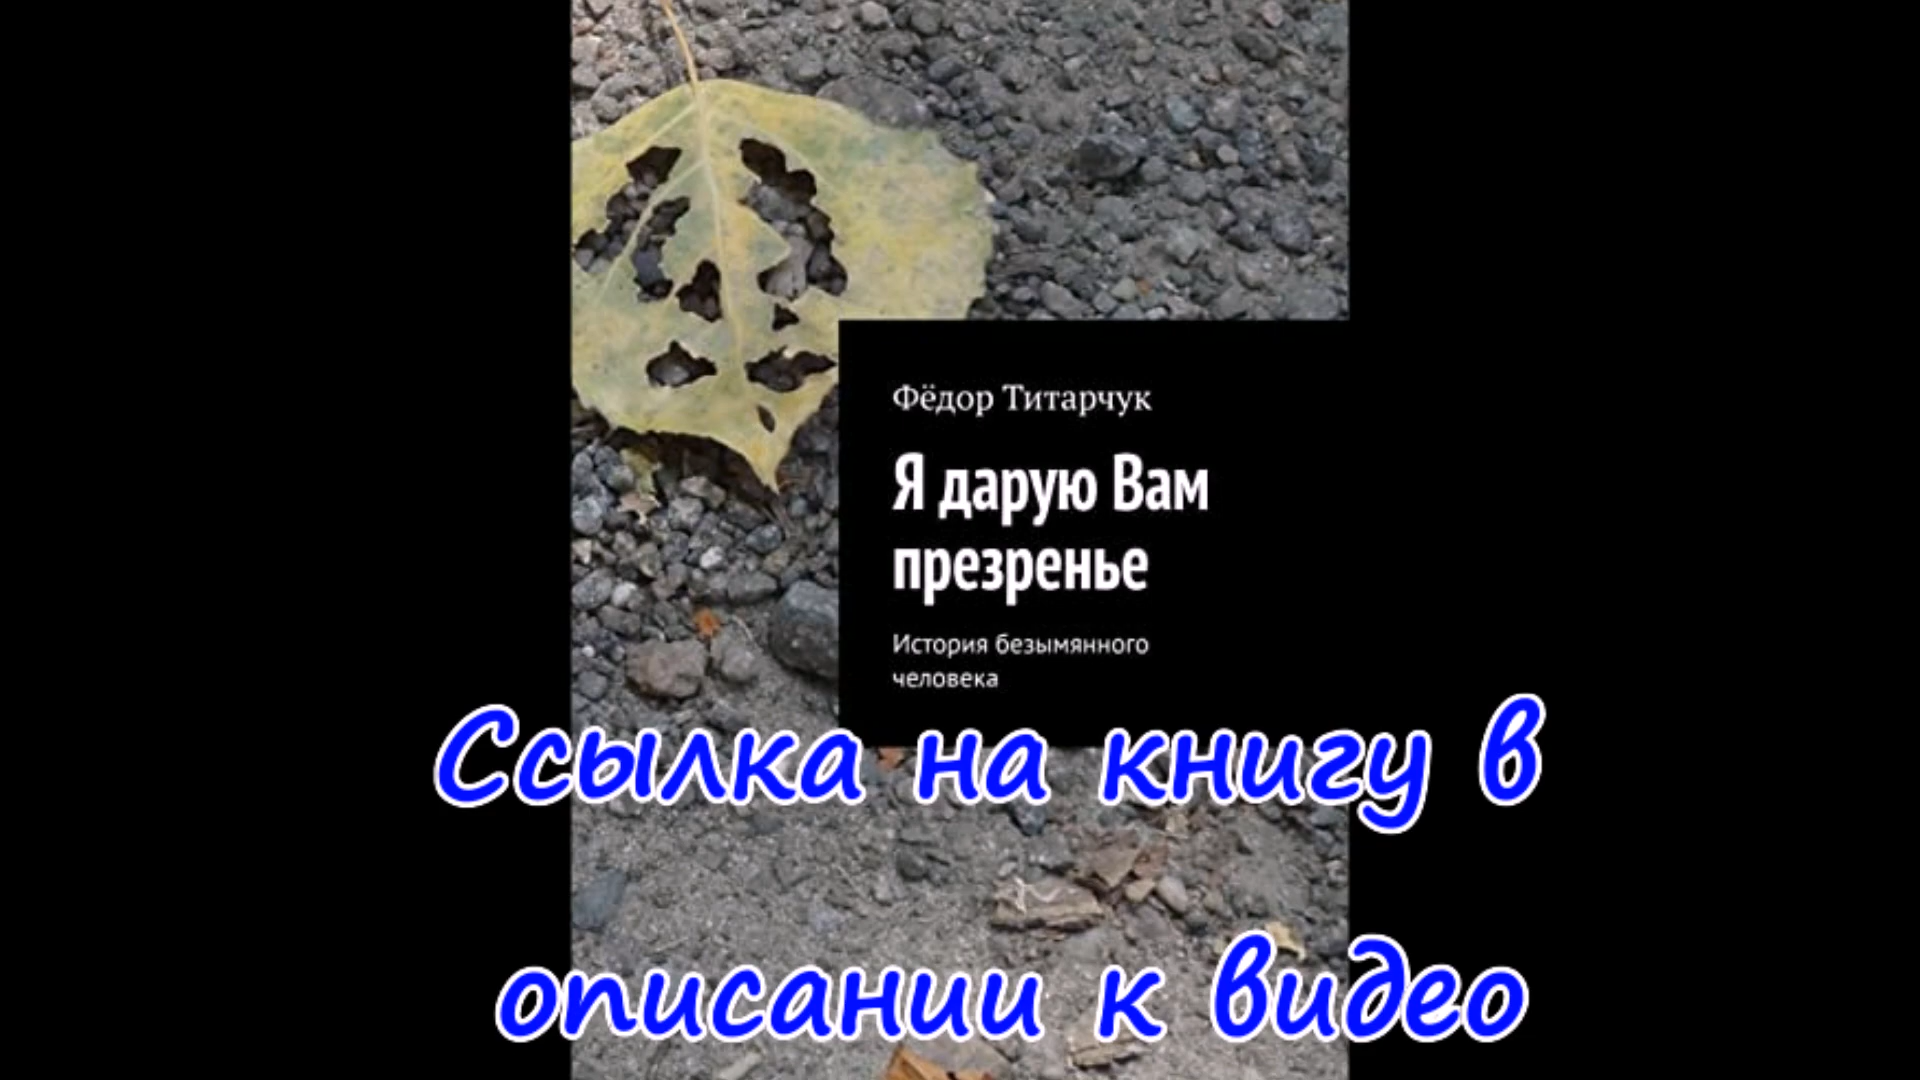 Фёдор Титарчук
Я дарую Вам
презренье
История безымянного
человека
Ссылка на книгу в
описании к видео